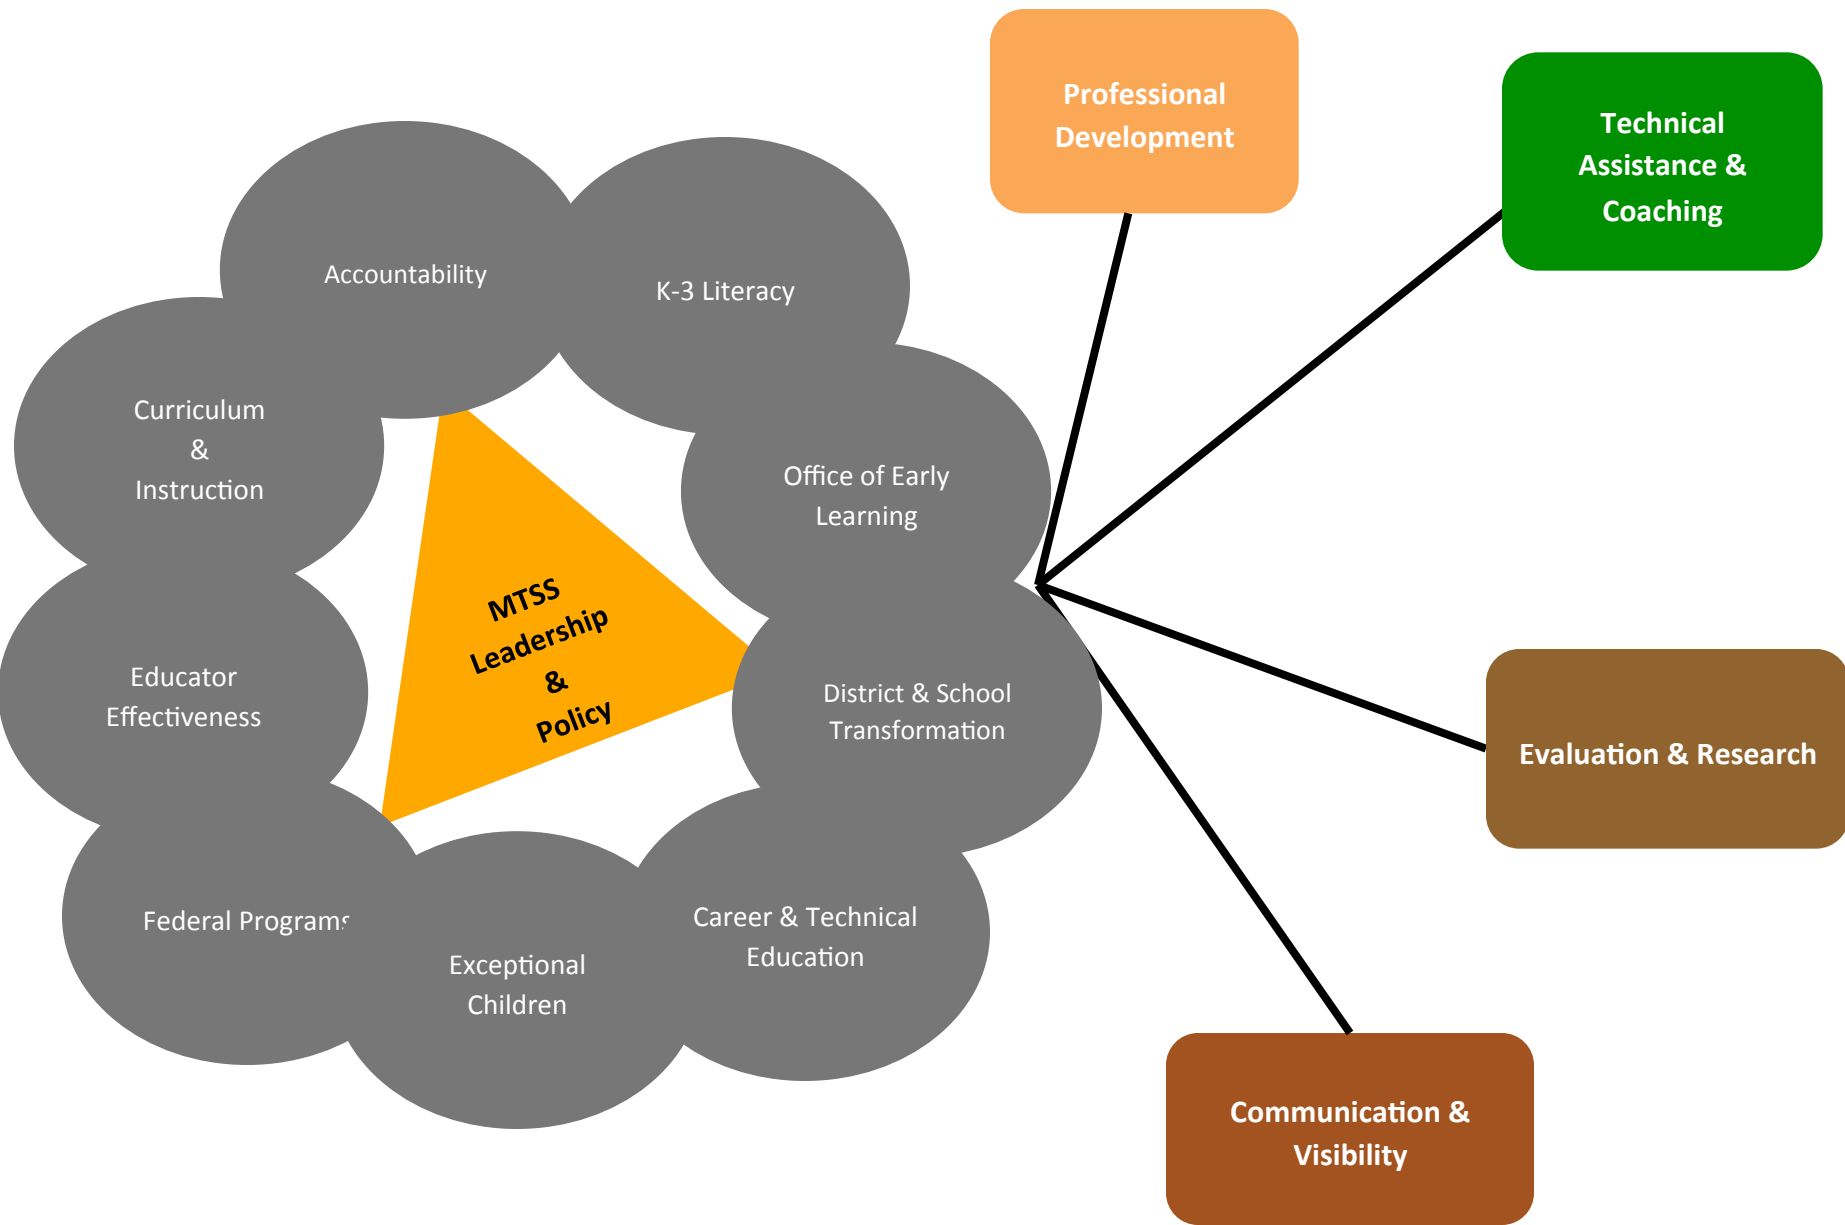 Professional
Development
Technical
Assistance &
Coaching
Accountability
K-3 Literacy
Curriculum
&
Instruction
Office of Early
Learning
MTSS
Leadership
&
Policy
Educator
Effectiveness
District & School
Transformation
Evaluation & Research
Federal Programs
Exceptional
Children
Career & Technical
Education
Communication &
Visibility